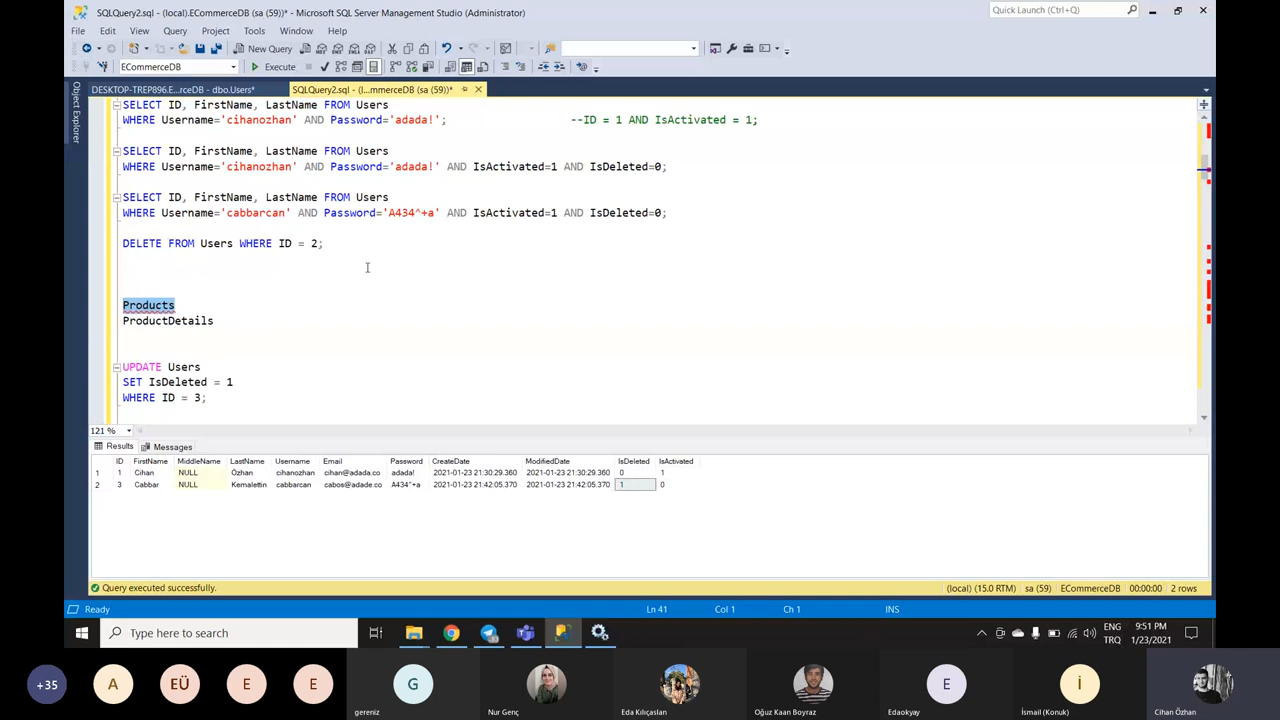 SQLQuery2.sql - (local).ECommerceDB (sa (59))* - Microsoft SQL Server Management Studio (Administrator)
Quick Launch (Ctrl+Q)
File Edit View Query Project Tools Window Help
New Query
ECommerceDB
Execute
Object Explorer
DESKTOP-TREP896.E...rceDB - dbo.Users*
SQLQuery2.sql - (l...mmerceDB (sa (59))*
SELECT ID, FirstName, LastName FROM Users
WHERE Username='cihanozhan' AND Password='adada!'; --ID = 1 AND IsActivated = 1;
SELECT ID, FirstName, LastName FROM Users
WHERE Username='cihanozhan' AND Password='adada!' AND IsActivated=1 AND IsDeleted=0;
SELECT ID, FirstName, LastName FROM Users
WHERE Username='cabbarcan' AND Password='A434^+a' AND IsActivated=1 AND IsDeleted=0;
DELETE FROM Users WHERE ID = 2;
Products
ProductDetails
UPDATE Users
SET IsDeleted = 1
WHERE ID = 3;
121 %
Results Messages
ID FirstName MiddleName LastName Username Email Password CreateDate ModifiedDate IsDeleted IsActivated
1 1 Cihan NULL Özhan cihanozhan cihan@adada.co adada! 2021-01-23 21:30:29.360 2021-01-23 21:30:29.360 0 1
2 3 Cabbar NULL Kemalettin cabbarcan cabos@adade.co A434^+a 2021-01-23 21:42:05.370 2021-01-23 21:42:05.370 1 0
Query executed successfully.
(local) (15.0 RTM) sa (59) ECommerceDB 00:00:00 2 rows
Ready
Ln 41 Col 1 Ch 1 INS
Type here to search
ENG
TRQ
9:51 PM
1/23/2021
+35 A EÜ E E G E İ
gereniz Nur Genç Eda Kılıçaslan Oğuz Kaan Boyraz Edaokyay İsmail (Konuk) Cihan Özhan